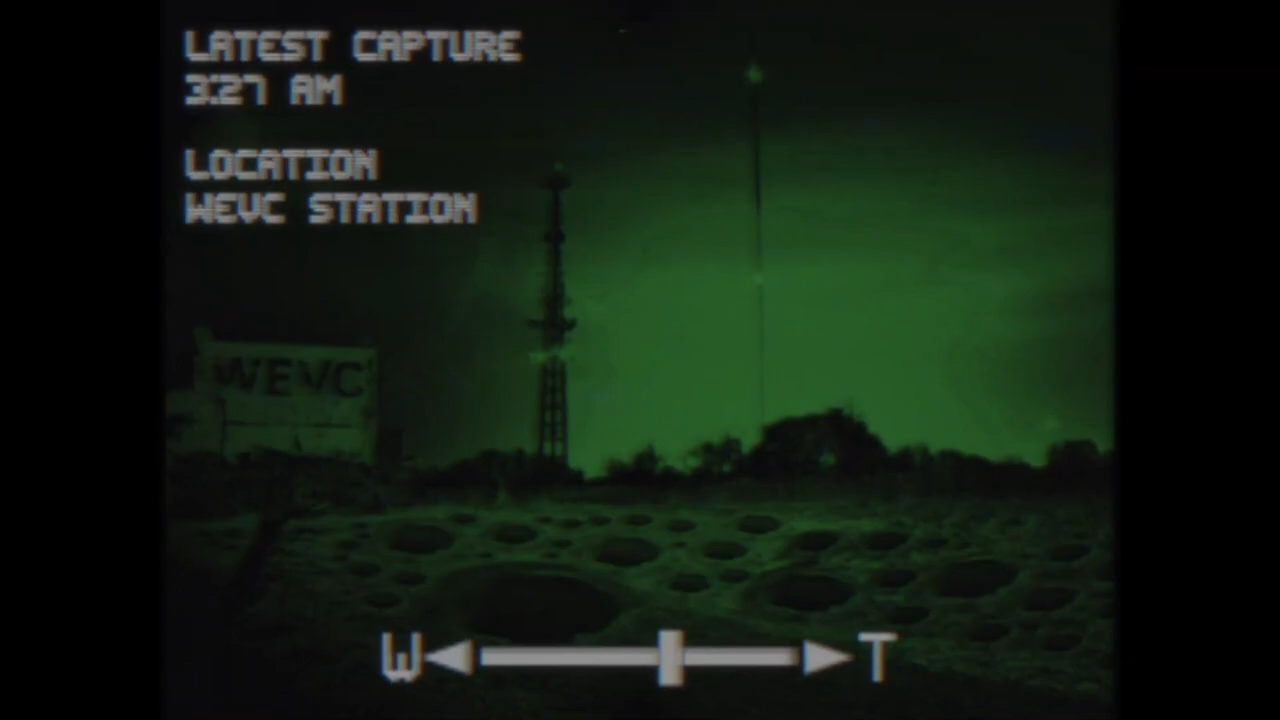 LATEST CAPTURE
3:27 AM
LOCATION
WEVC STATION
WEVC
W T